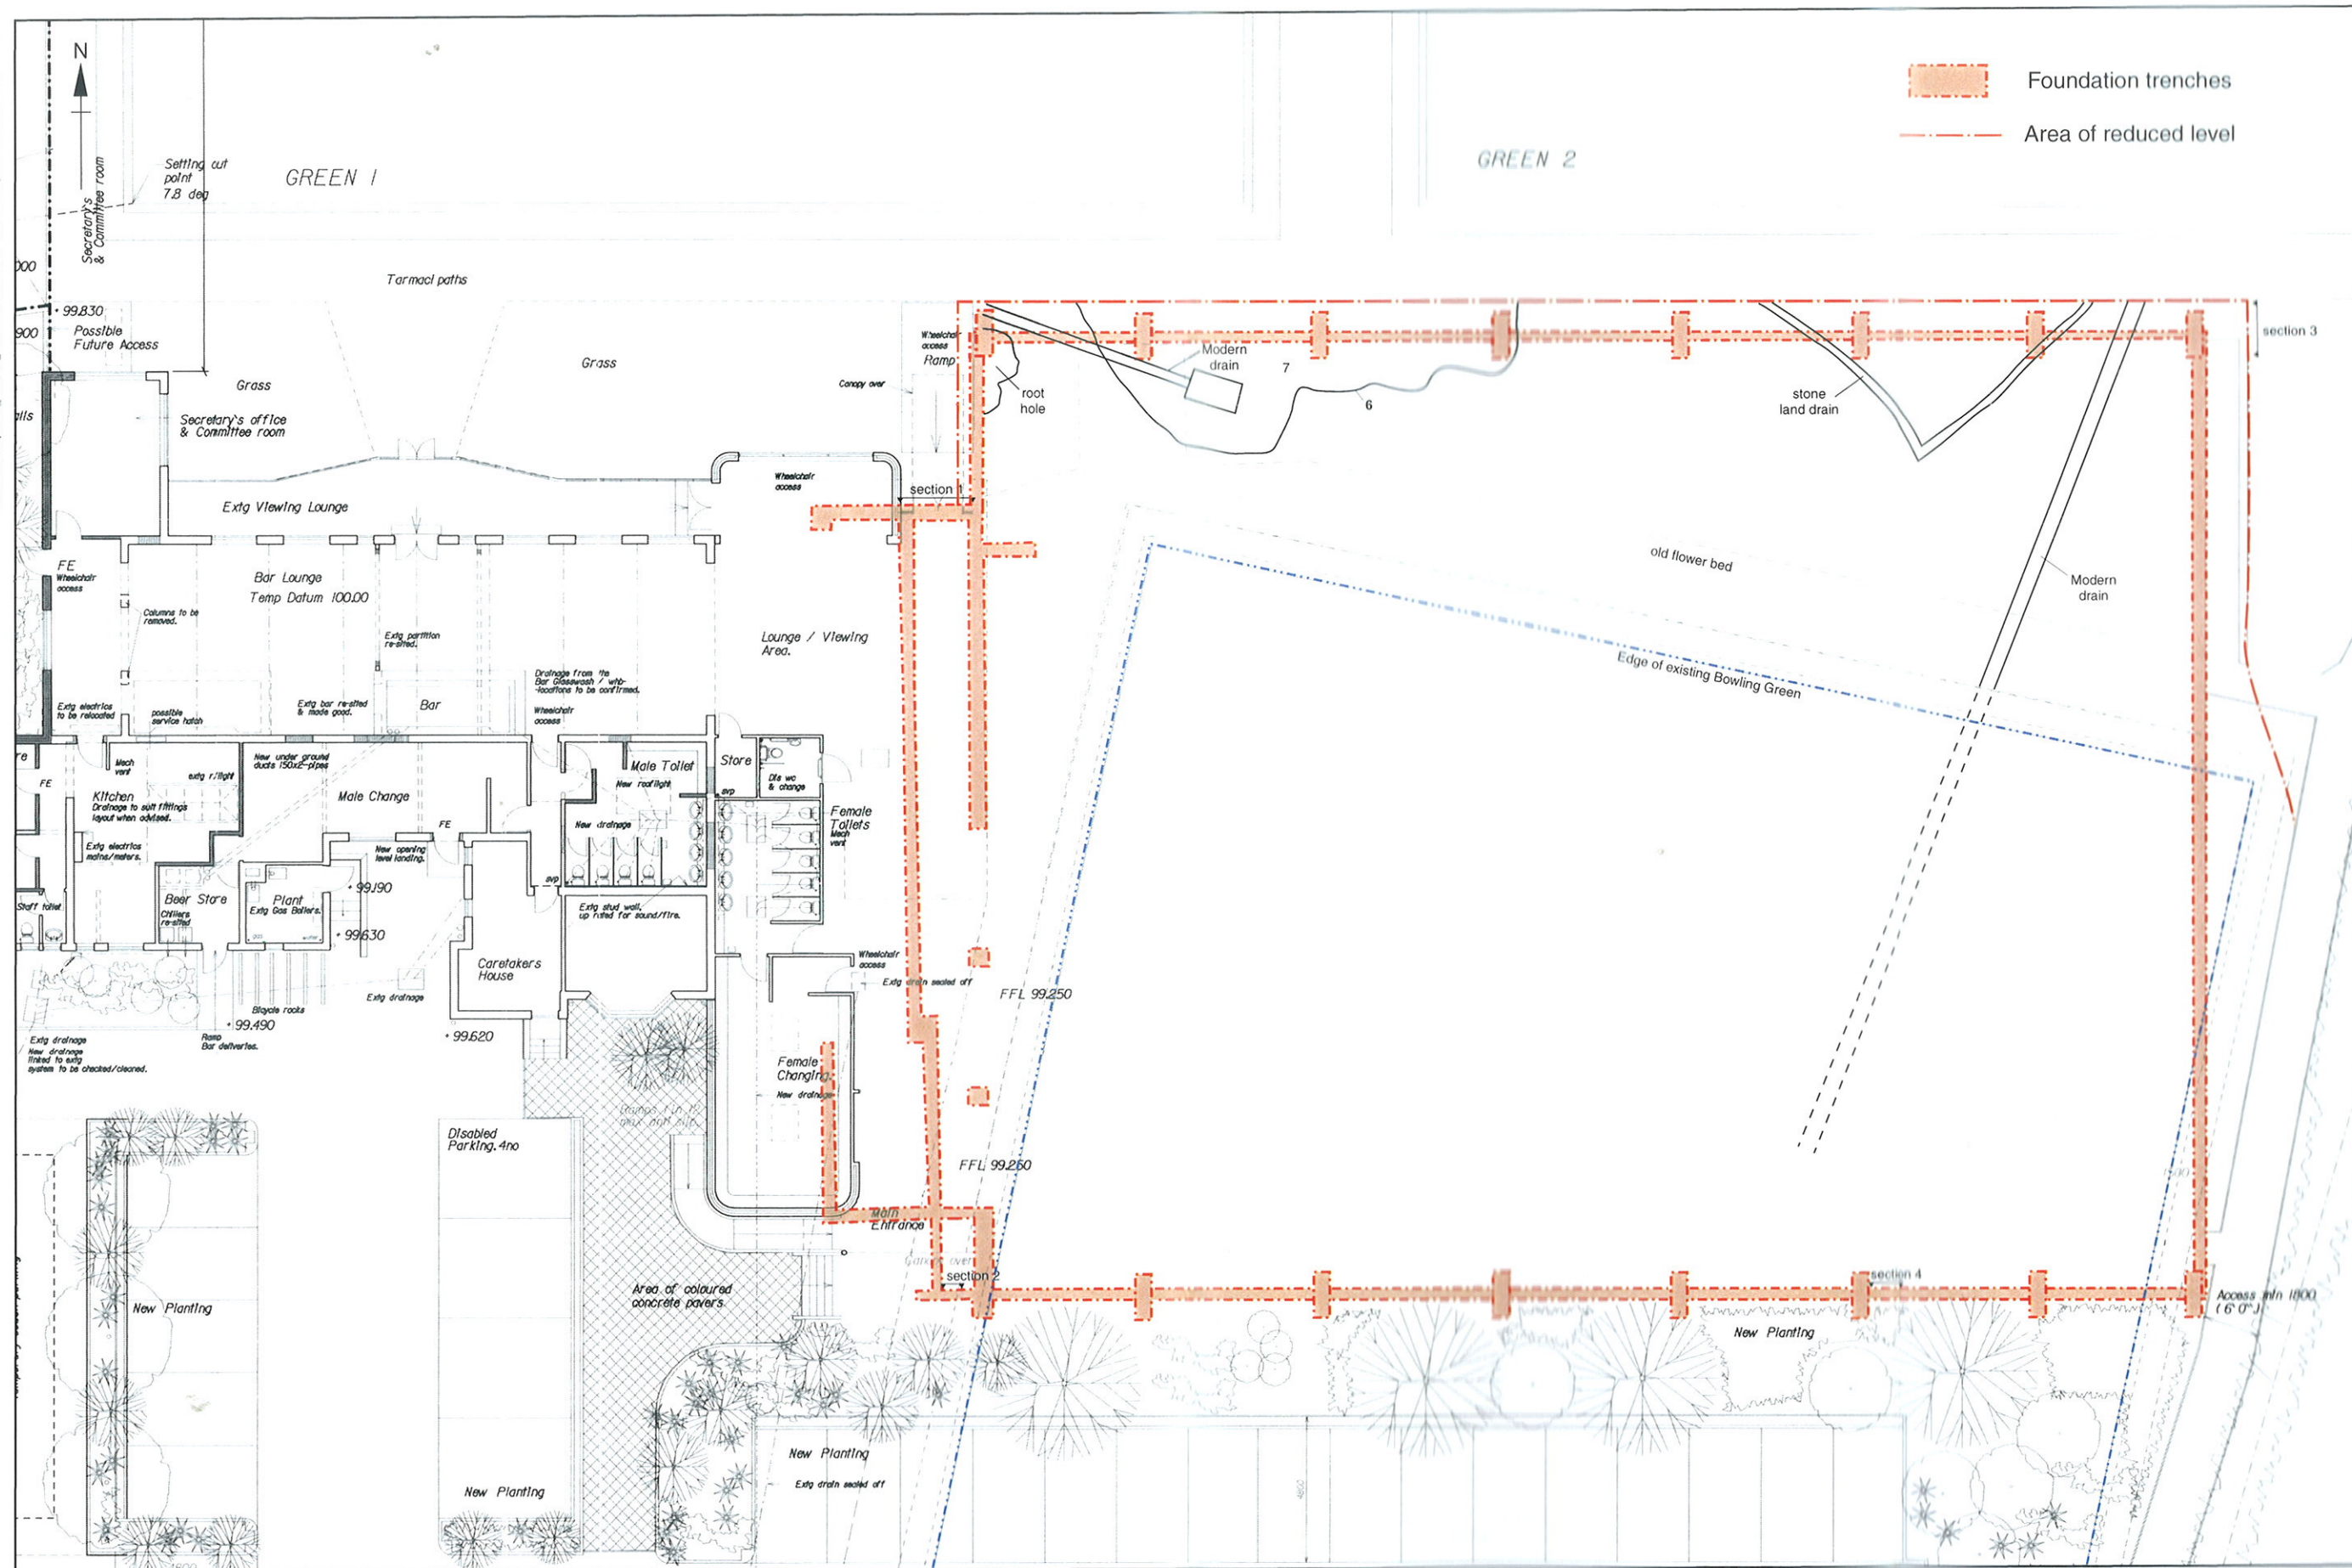 N
Setting out
point
7.8 deg
Secretary's
& Committee room
GREEN 1
GREEN 2
Foundation trenches
Area of reduced level
Tarmac paths
99.830
900
Possible
Future Access
Grass
Grass
Secretary's office
& Committee room
Wheelchair
access
Ramp
Canopy over
root
hole
Modern
drain
7
6
stone
land drain
section 3
Extg Viewing Lounge
Wheelchair
access
section 1
FE
Wheelchair
access
Bar Lounge
Temp Datum 100.00
Columns to be
removed.
Extg partition
re-sited.
Lounge / Viewing
Area.
old flower bed
Modern
drain
Edge of existing Bowling Green
Extg electrics
to be relocated
possible
service hatch
Extg bar re-sited
& made good.
Bar
Drainage from the
Bar Glasswash / whb-
-locations to be confirmed.
Wheelchair
access
FE
Mech
vent
extg r/light
Kitchen
Drainage to suit fittings
layout when advised.
New under ground
ducts 150x2-pipes
Male Change
FE
Male Toilet
New rooflight
New drainage
Store
svp
Dis wc
& change
Female
Toilets
Mech
vent
Extg electrics
mains/meters.
New opening
level landing.
99.190
svp
Staff toilet
Beer Store
Chillers
re-sited
Plant
Extg Gas Boilers.
99.630
Extg stud wall,
up rated for sound/fire.
Caretakers
House
Wheelchair
access
Extg drain sealed off
FFL 99.250
Extg drainage
Bicycle racks
99.490
Ramp
Bar deliveries.
99.620
Extg drainage
New drainage
linked to extg
system to be checked/cleaned.
Female
Changing.
New drainage
Disabled
Parking. 4no
FFL 99.250
Main
Entrance
Canopy over
section 2
section 4
Access min 1800
( 6' 0")
New Planting
Area of coloured
concrete pavers.
New Planting
New Planting
Extg drain sealed off
New Planting
4800